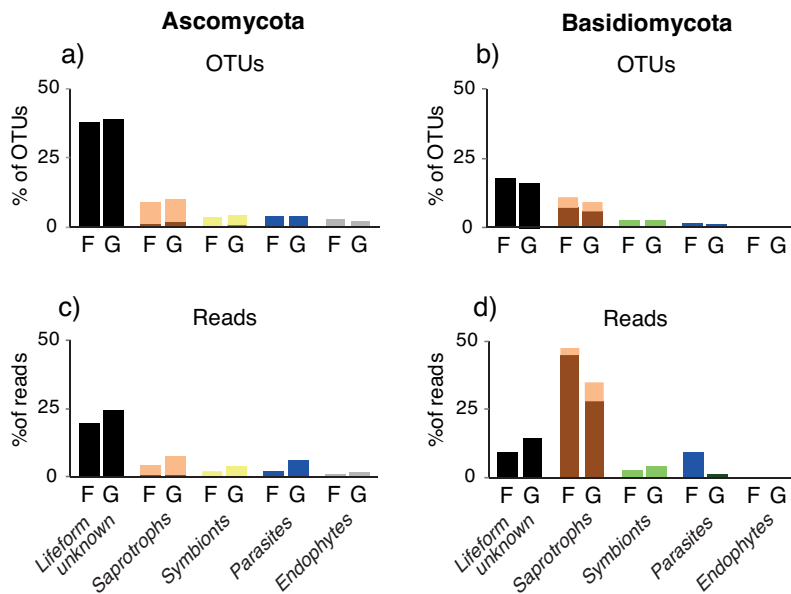 Ascomycota
Basidiomycota
a)
OTUs
50
25
0
% of OTUs
F G F G F G F G F G
b)
OTUs
50
25
0
% of OTUs
F G F G F G F G F G
c)
Reads
50
25
0
%of reads
F G F G F G F G F G
Lifeform
unknown
Saprotrophs
Symbionts
Parasites
Endophytes
d)
Reads
50
25
0
%of reads
F G F G F G F G F G
Lifeform
unknown
Saprotrophs
Symbionts
Parasites
Endophytes